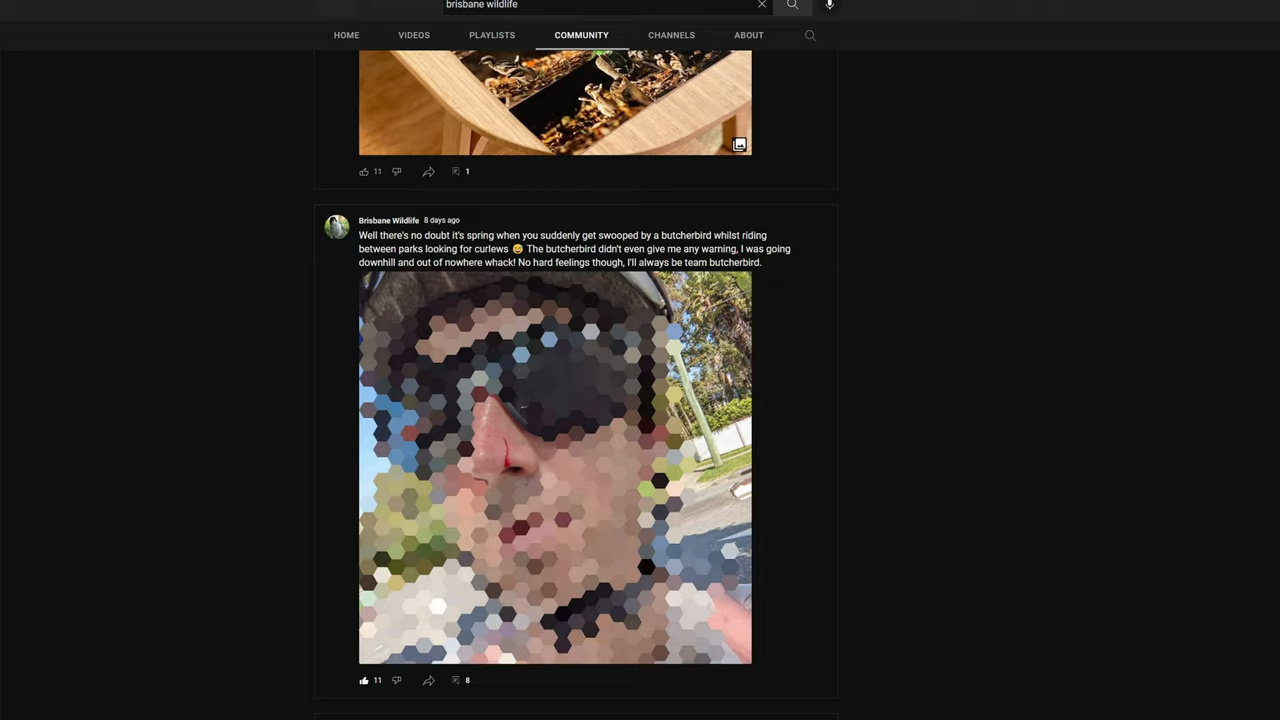 brisbane wildlife
HOME VIDEOS PLAYLISTS COMMUNITY CHANNELS ABOUT
11 1
Brisbane Wildlife 8 days ago
Well there's no doubt it's spring when you suddenly get swooped by a butcherbird whilst riding
between parks looking for curlews 😅 The butcherbird didn't even give me any warning, I was going
downhill and out of nowhere whack! No hard feelings though, I'll always be team butcherbird.
11 8